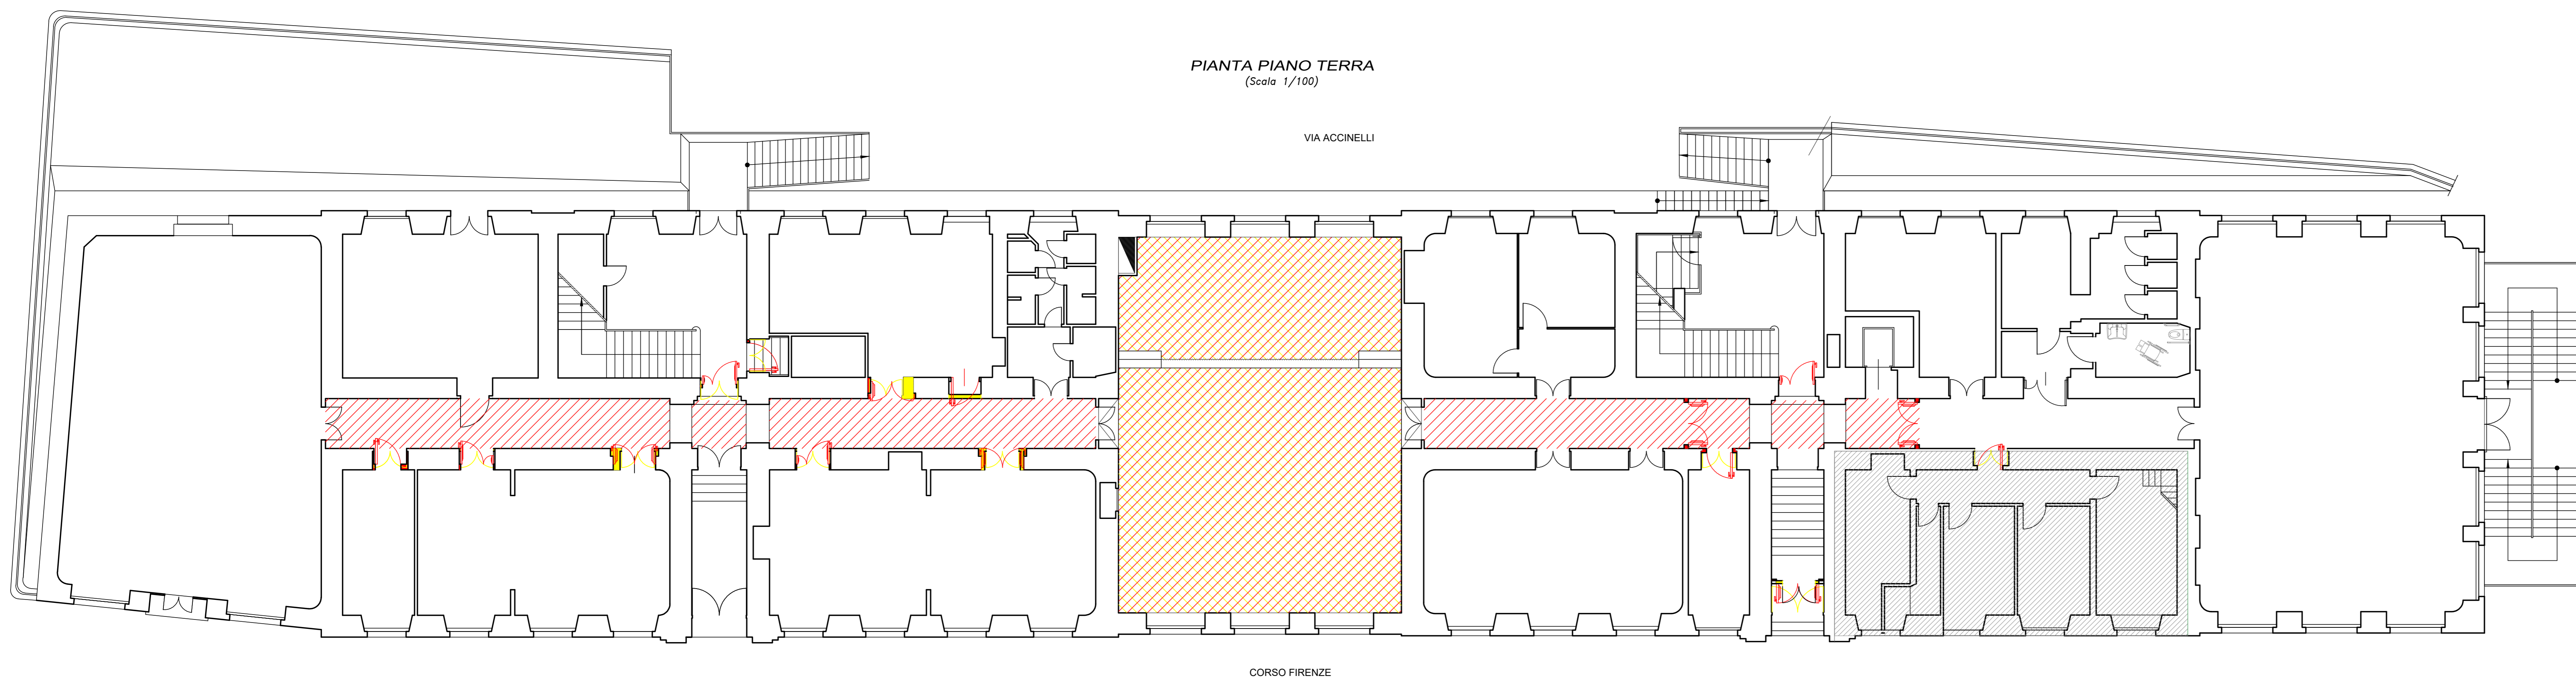 PIANTA PIANO TERRA
(Scala 1/100)
VIA ACCINELLI
CORSO FIRENZE